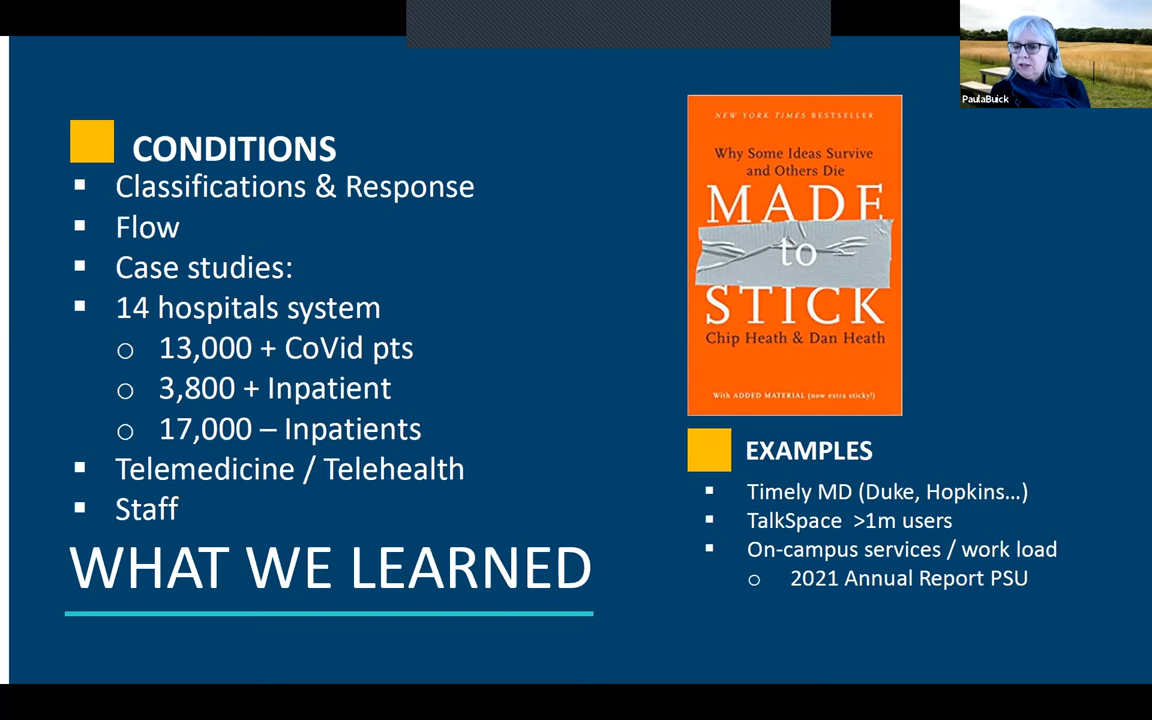 CONDITIONS
Classifications & Response
Flow
Case studies:
14 hospitals system
13,000 + CoVid pts
3,800 + Inpatient
17,000 – Inpatients
Telemedicine / Telehealth
Staff
WHAT WE LEARNED
PaulaBuick
NEW YORK TIMES BESTSELLER
Why Some Ideas Survive
and Others Die
MADE
to
STICK
Chip Heath & Dan Heath
With ADDED MATERIAL (now extra sticky!)
EXAMPLES
Timely MD (Duke, Hopkins...)
TalkSpace >1m users
On-campus services / work load
2021 Annual Report PSU